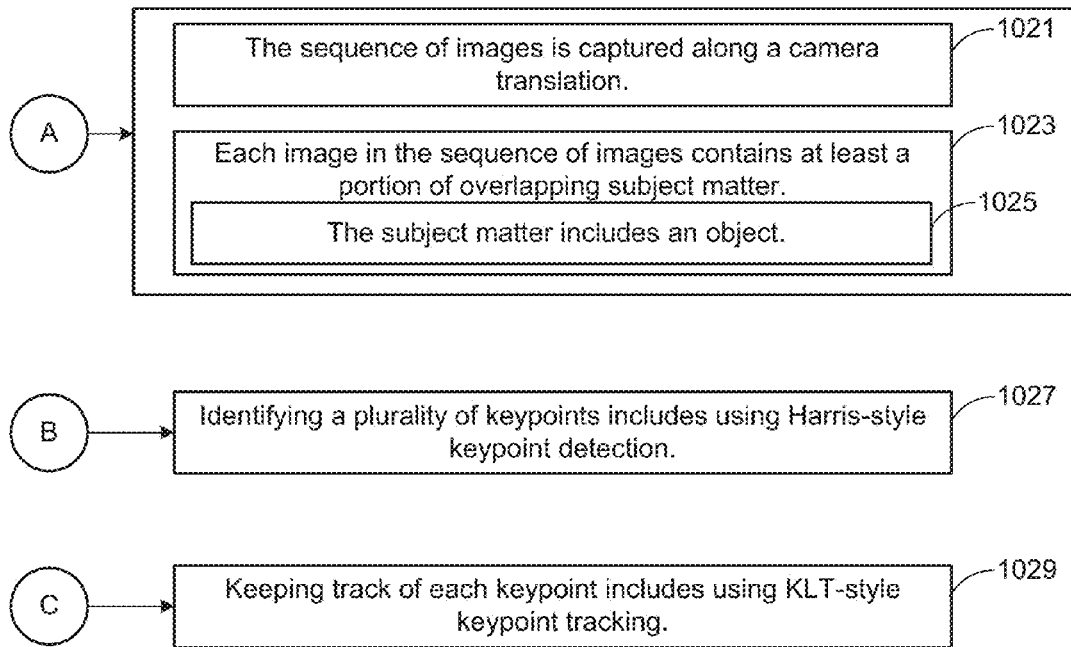 The sequence of images is captured along a camera
translation.
1021
A
Each image in the sequence of images contains at least a
portion of overlapping subject matter.
1023
The subject matter includes an object.
1025
B
Identifying a plurality of keypoints includes using Harris-style
keypoint detection.
1027
C
Keeping track of each keypoint includes using KLT-style
keypoint tracking.
1029